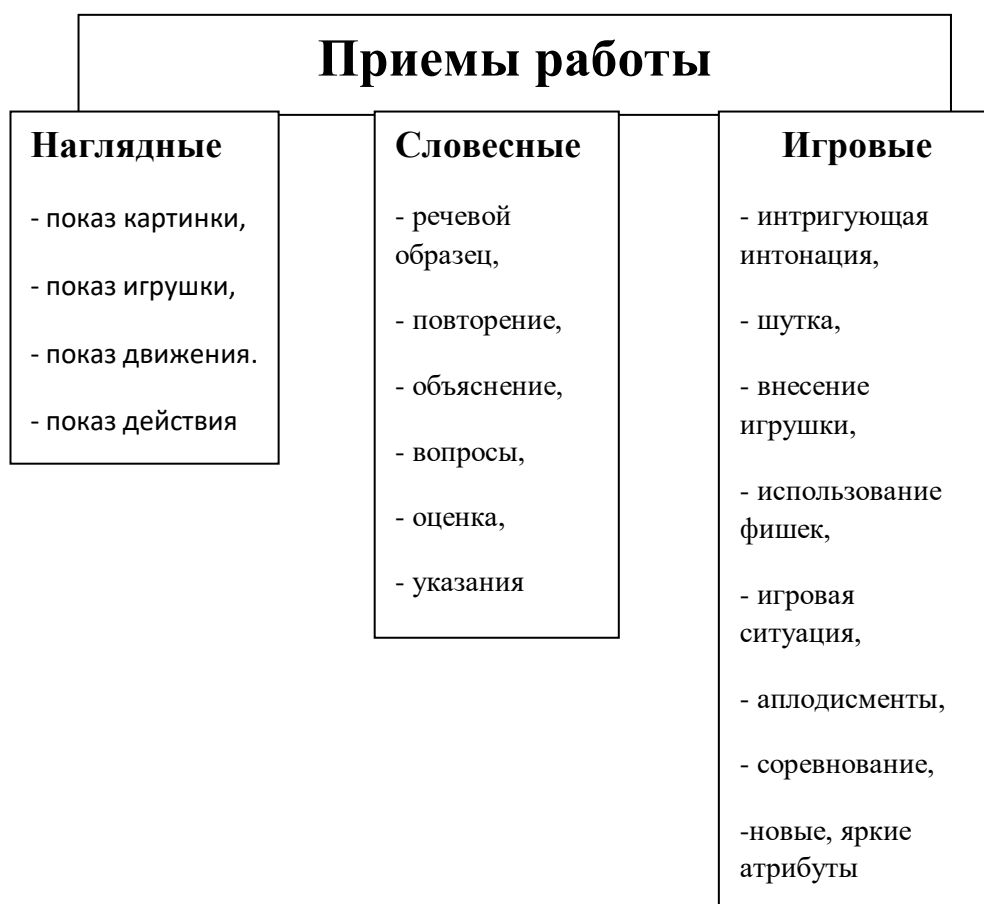 Приемы работы
Наглядные
- показ картинки,
- показ игрушки,
- показ движения.
- показ действия
Словесные
- речевой
образец,
- повторение,
- объяснение,
- вопросы,
- оценка,
- указания
Игровые
- интригующая
интонация,
- шутка,
- внесение
игрушки,
- использование
фишек,
- игровая
ситуация,
- аплодисменты,
- соревнование,
-новые, яркие
атрибуты